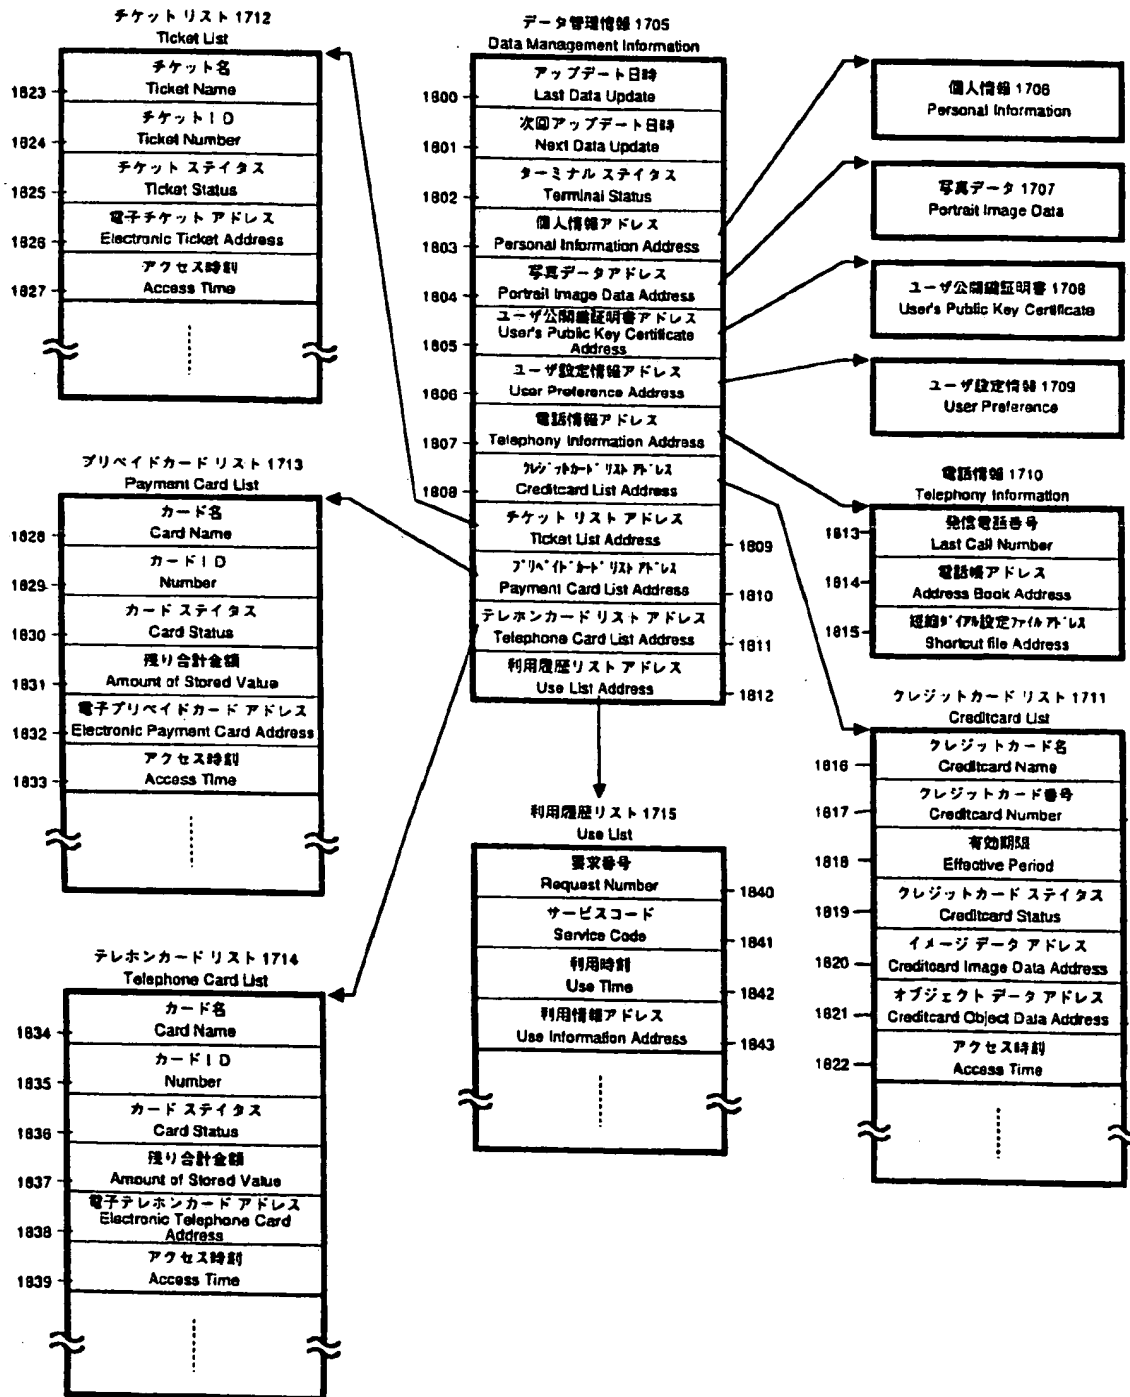 チケット リスト 1712
Ticket List
チケット名
Ticket Name
1823
チケットID
Ticket Number
1824
チケット ステイタス
Ticket Status
1825
電子チケット アドレス
Electronic Ticket Address
1826
アクセス時刻
Access Time
1827
プリペイドカード リスト 1713
Payment Card List
カード名
Card Name
1828
カードID
Number
1829
カード ステイタス
Card Status
1830
残り合計金額
Amount of Stored Value
1831
電子プリペイドカード アドレス
Electronic Payment Card Address
1832
アクセス時刻
Access Time
1833
テレホンカード リスト 1714
Telephone Card List
カード名
Card Name
1834
カードID
Number
1835
カード ステイタス
Card Status
1836
残り合計金額
Amount of Stored Value
1837
電子テレホンカード アドレス
Electronic Telephone Card
Address
1838
アクセス時刻
Access Time
1839
データ管理情報 1705
Data Management Information
アップデート日時
Last Data Update
1800
次回アップデート日時
Next Data Update
1801
ターミナル ステイタス
Terminal Status
1802
個人情報アドレス
Personal Information Address
1803
写真データアドレス
Portrait Image Data Address
1804
ユーザ公開鍵証明書アドレス
User's Public Key Certificate
Address
1805
ユーザ設定情報アドレス
User Preference Address
1806
電話情報アドレス
Telephony Information Address
1807
クレジットカード リスト アドレス
Creditcard List Address
1808
チケット リスト アドレス
Ticket List Address
1809
プリペイドカード リスト アドレス
Payment Card List Address
1810
テレホンカード リスト アドレス
Telephone Card List Address
1811
利用履歴リスト アドレス
Use List Address
1812
利用履歴リスト 1715
Use List
要求番号
Request Number
1840
サービスコード
Service Code
1841
利用時刻
Use Time
1842
利用情報アドレス
Use Information Address
1843
個人情報 1706
Personal Information
写真データ 1707
Portrait Image Data
ユーザ公開鍵証明書 1708
User's Public Key Certificate
ユーザ設定情報 1709
User Preference
電話情報 1710
Telephony Information
発信電話番号
Last Call Number
1813
電話帳アドレス
Address Book Address
1814
短縮ダイアル設定ファイル アドレス
Shortcut file Address
1815
クレジットカード リスト 1711
Creditcard List
クレジットカード名
Creditcard Name
1816
クレジットカード番号
Creditcard Number
1817
有効期限
Effective Period
1818
クレジットカード ステイタス
Creditcard Status
1819
イメージ データ アドレス
Creditcard Image Data Address
1820
オブジェクト データ アドレス
Creditcard Object Data Address
1821
アクセス時刻
Access Time
1822